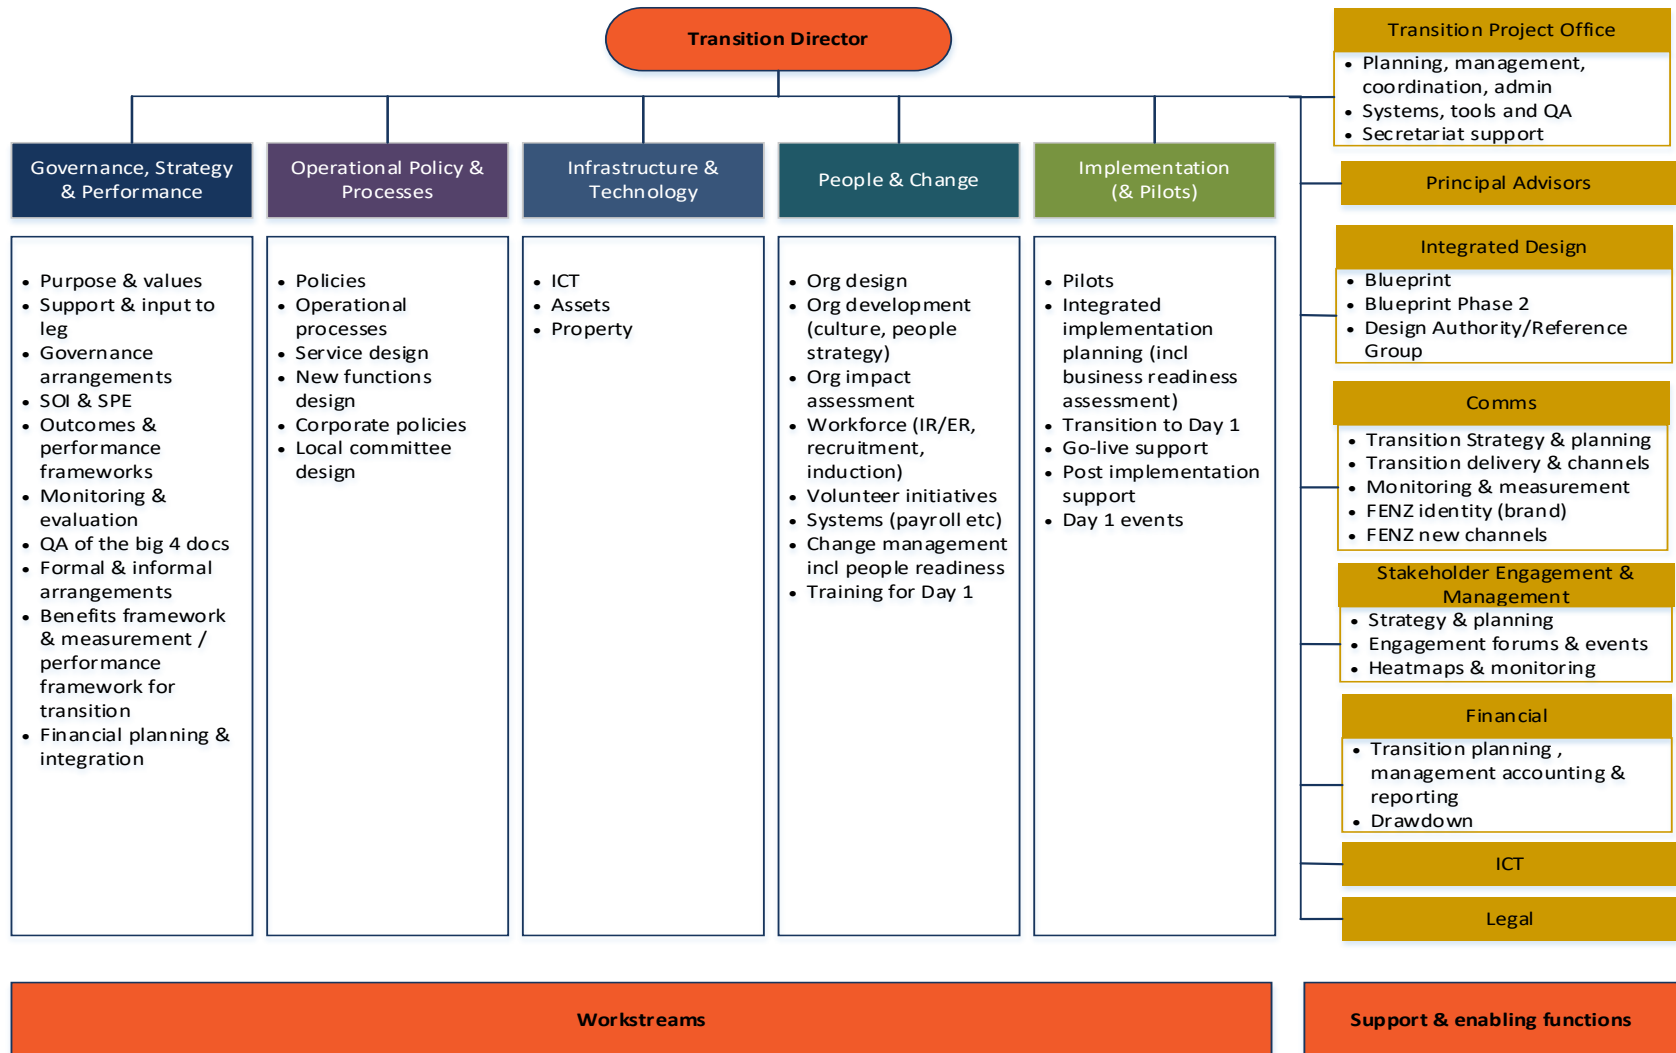 Transition Director
Governance, Strategy
& Performance
• Purpose & values
• Support & input to
leg
• Governance
arrangements
• SOI & SPE
• Outcomes &
performance
frameworks
• Monitoring &
evaluation
• QA of the big 4 docs
• Formal & informal
arrangements
• Benefits framework
& measurement /
performance
framework for
transition
• Financial planning &
integration
Operational Policy &
Processes
• Policies
• Operational
processes
• Service design
• New functions
design
• Corporate policies
• Local committee
design
Infrastructure &
Technology
• ICT
• Assets
• Property
People & Change
• Org design
• Org development
(culture, people
strategy)
• Org impact
assessment
• Workforce (IR/ER,
recruitment,
induction)
• Volunteer initiatives
• Systems (payroll etc)
• Change management
incl people readiness
• Training for Day 1
Implementation
(& Pilots)
• Pilots
• Integrated
implementation
planning (incl
business readiness
assessment)
• Transition to Day 1
• Go-live support
• Post implementation
support
• Day 1 events
Transition Project Office
• Planning, management,
coordination, admin
• Systems, tools and QA
• Secretariat support
Principal Advisors
Integrated Design
• Blueprint
• Blueprint Phase 2
• Design Authority/Reference
Group
Comms
• Transition Strategy & planning
• Transition delivery & channels
• Monitoring & measurement
• FENZ identity (brand)
• FENZ new channels
Stakeholder Engagement &
Management
• Strategy & planning
• Engagement forums & events
• Heatmaps & monitoring
Financial
• Transition planning ,
management accounting &
reporting
• Drawdown
ICT
Legal
Workstreams
Support & enabling functions